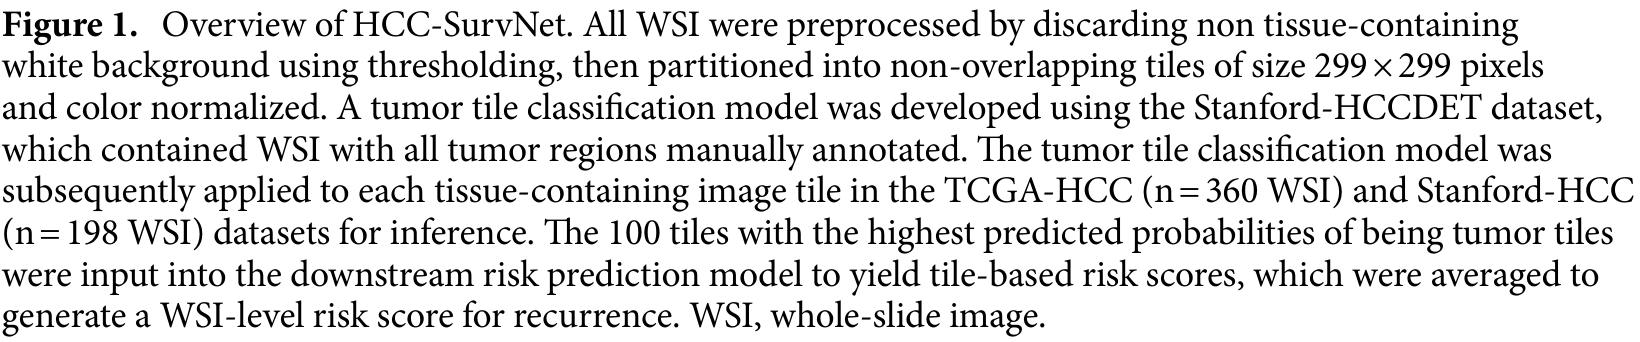 Figure 1. Overview of HCC-SurvNet. All WSI were preprocessed by discarding non tissue-containing
white background using thresholding, then partitioned into non-overlapping tiles of size 299 × 299 pixels
and color normalized. A tumor tile classification model was developed using the Stanford-HCCDET dataset,
which contained WSI with all tumor regions manually annotated. The tumor tile classification model was
subsequently applied to each tissue-containing image tile in the TCGA-HCC (n = 360 WSI) and Stanford-HCC
(n = 198 WSI) datasets for inference. The 100 tiles with the highest predicted probabilities of being tumor tiles
were input into the downstream risk prediction model to yield tile-based risk scores, which were averaged to
generate a WSI-level risk score for recurrence. WSI, whole-slide image.